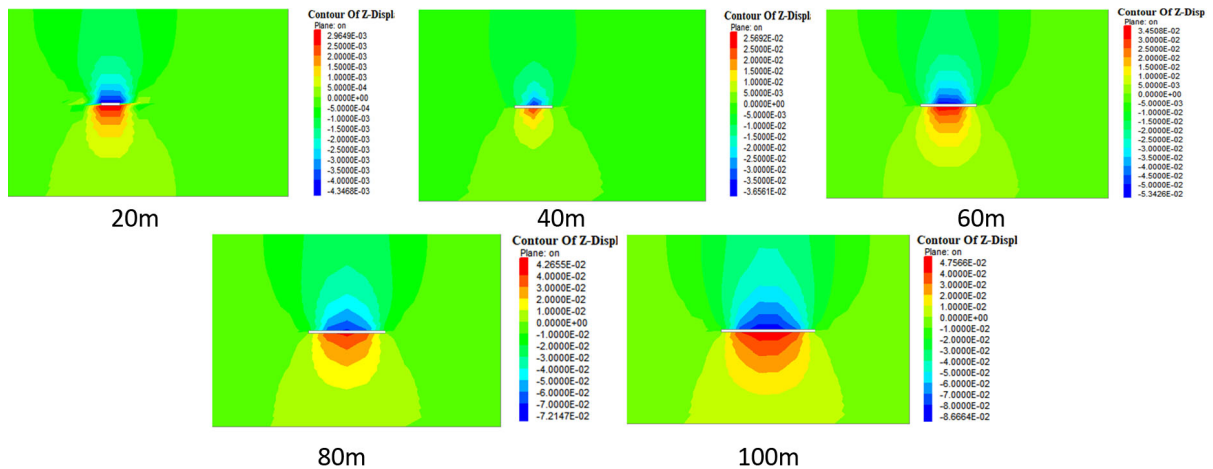 Contour Of Z-Displ
Plane: on
2.9649E-03
2.5000E-03
2.0000E-03
1.5000E-03
1.0000E-03
5.0000E-04
0.0000E+00
-5.0000E-04
-1.0000E-03
-1.5000E-03
-2.0000E-03
-2.5000E-03
-3.0000E-03
-3.5000E-03
-4.0000E-03
-4.3468E-03
20m
Contour Of Z-Displ
Plane: on
2.5692E-02
2.5000E-02
2.0000E-02
1.5000E-02
1.0000E-02
5.0000E-03
0.0000E+00
-5.0000E-03
-1.0000E-02
-1.5000E-02
-2.0000E-02
-2.5000E-02
-3.0000E-02
-3.5000E-02
-3.6561E-02
40m
Contour Of Z-Displ
Plane: on
3.4508E-02
3.0000E-02
2.5000E-02
2.0000E-02
1.5000E-02
1.0000E-02
5.0000E-03
0.0000E+00
-5.0000E-03
-1.0000E-02
-1.5000E-02
-2.0000E-02
-2.5000E-02
-3.0000E-02
-3.5000E-02
-4.0000E-02
-4.5000E-02
-5.0000E-02
-5.3426E-02
60m
Contour Of Z-Displ
Plane: on
4.2655E-02
4.0000E-02
3.0000E-02
2.0000E-02
1.0000E-02
0.0000E+00
-1.0000E-02
-2.0000E-02
-3.0000E-02
-4.0000E-02
-5.0000E-02
-6.0000E-02
-7.0000E-02
-7.2147E-02
80m
Contour Of Z-Displ
Plane: on
4.7566E-02
4.0000E-02
3.0000E-02
2.0000E-02
1.0000E-02
0.0000E+00
-1.0000E-02
-2.0000E-02
-3.0000E-02
-4.0000E-02
-5.0000E-02
-6.0000E-02
-7.0000E-02
-8.0000E-02
-8.6664E-02
100m